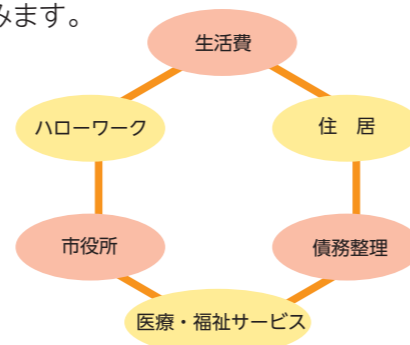 みます。
生活費
ハローワーク
住 居
市役所
債務整理
医療・福祉サービス